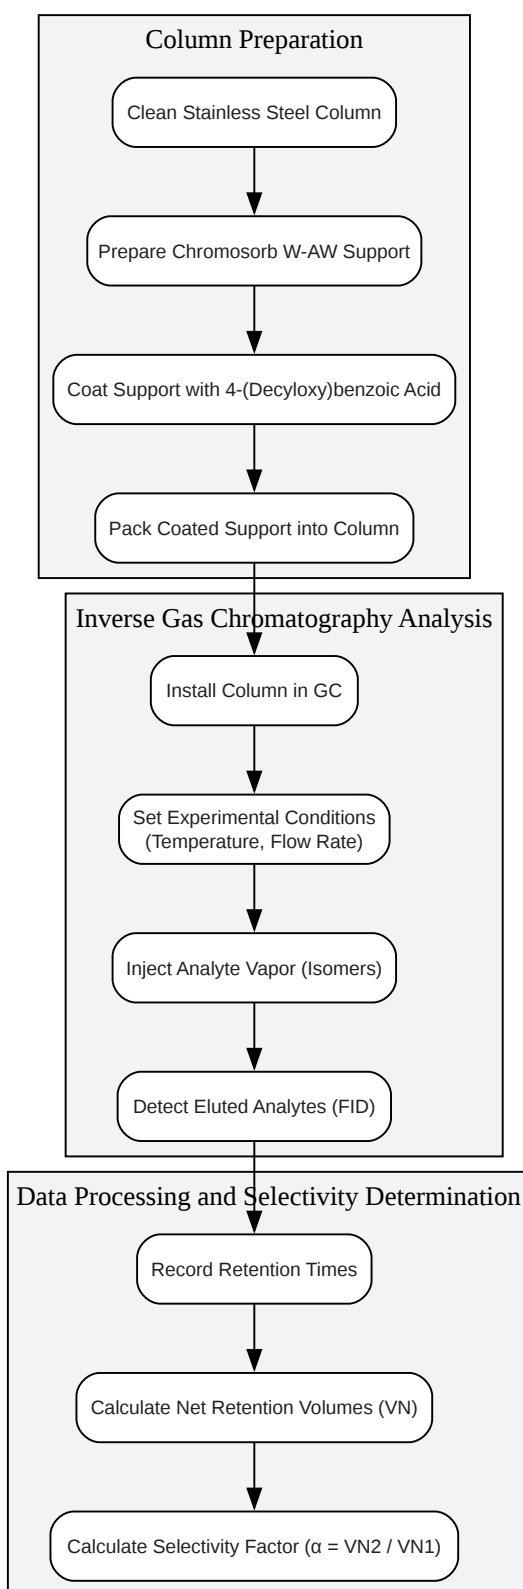 Column Preparation
Clean Stainless Steel Column
Prepare Chromosorb W-AW Support
Coat Support with 4-(Decyloxy)benzoic Acid
Pack Coated Support into Column
Inverse Gas Chromatography Analysis
Install Column in GC
Set Experimental Conditions
(Temperature, Flow Rate)
Inject Analyte Vapor (Isomers)
Detect Eluted Analytes (FID)
Data Processing and Selectivity Determination
Record Retention Times
Calculate Net Retention Volumes (VN)
Calculate Selectivity Factor (α = VN2 / VN1)